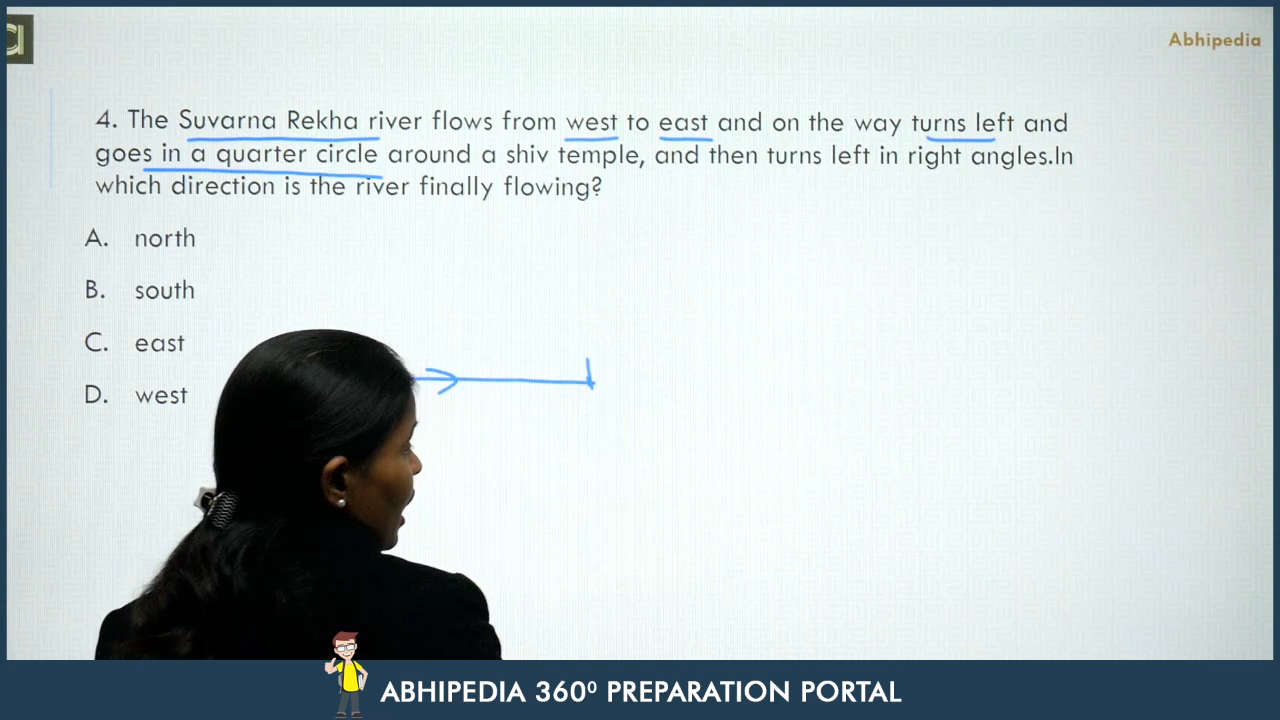 Abhipedia
4. The Suvarna Rekha river flows from west to east and on the way turns left and
goes in a quarter circle around a shiv temple, and then turns left in right angles.In
which direction is the river finally flowing?
A. north
B. south
C. east
D. west
ABHIPEDIA 360⁰ PREPARATION PORTAL